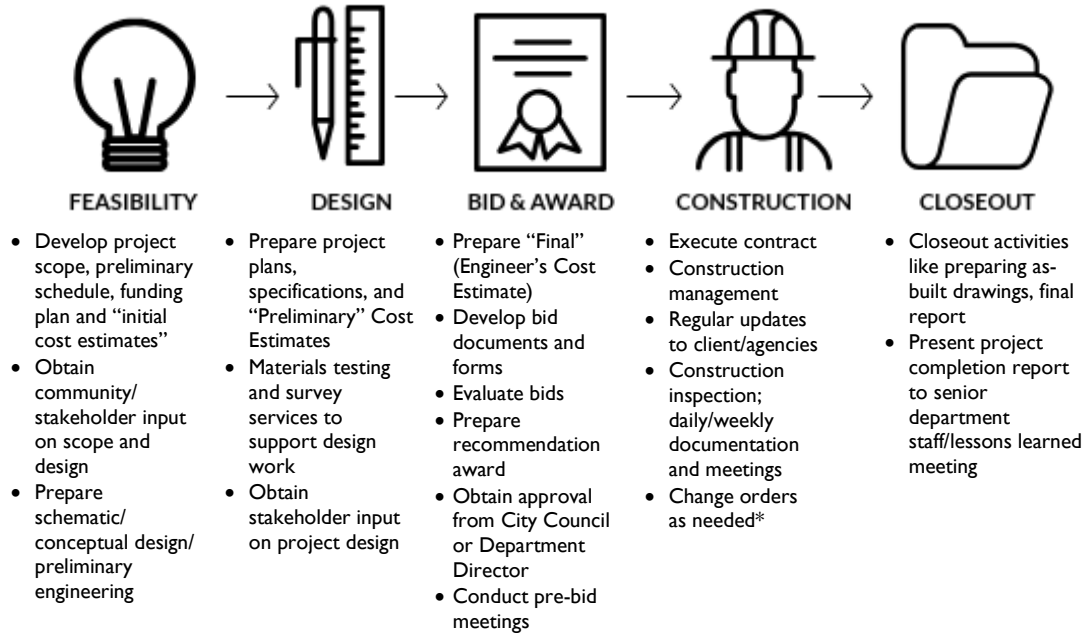 FEASIBILITY
• Develop project
scope, preliminary
schedule, funding
plan and “initial
cost estimates”
• Obtain
community/
stakeholder input
on scope and
design
• Prepare
schematic/
conceptual design/
preliminary
engineering
DESIGN
• Prepare project
plans,
specifications, and
“Preliminary” Cost
Estimates
• Materials testing
and survey
services to
support design
work
• Obtain
stakeholder input
on project design
BID & AWARD
• Prepare “Final”
(Engineer’s Cost
Estimate)
• Develop bid
documents and
forms
• Evaluate bids
• Prepare
recommendation
award
• Obtain approval
from City Council
or Department
Director
• Conduct pre-bid
meetings
CONSTRUCTION
• Execute contract
• Construction
management
• Regular updates
to client/agencies
• Construction
inspection;
daily/weekly
documentation
and meetings
• Change orders
as needed*
CLOSEOUT
• Closeout activities
like preparing as-
built drawings, final
report
• Present project
completion report
to senior
department
staff/lessons learned
meeting